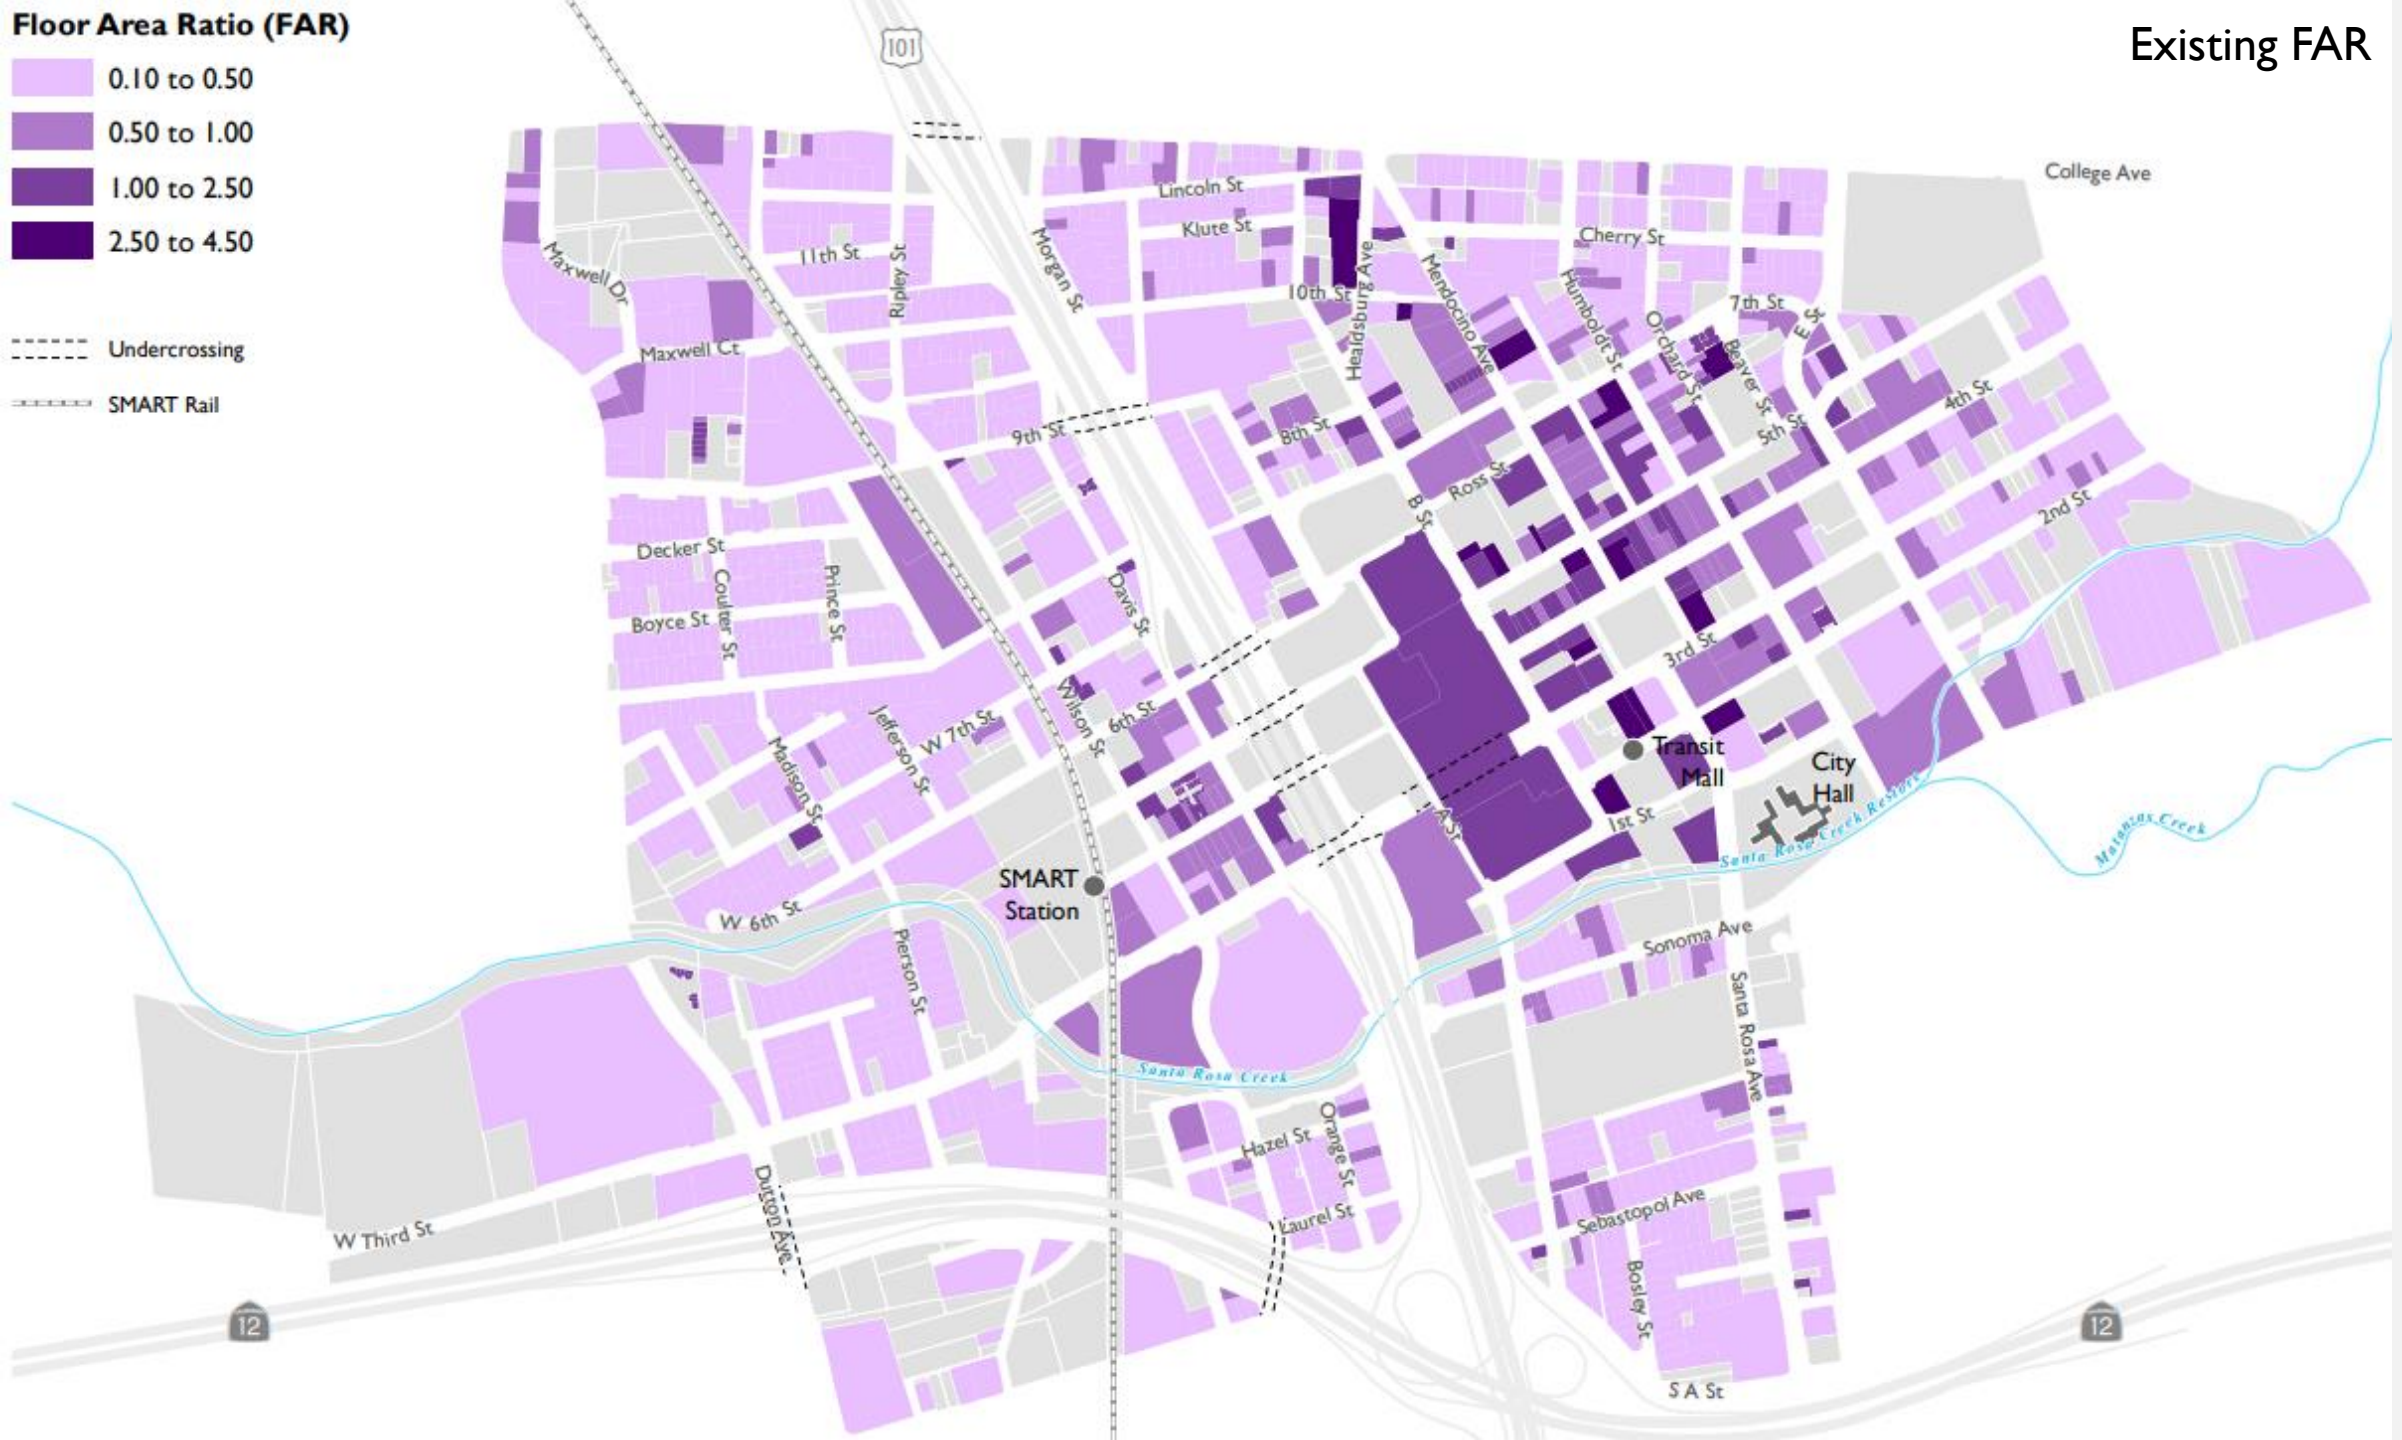 Floor Area Ratio (FAR)
Existing FAR
0.10 to 0.50
0.50 to 1.00
1.00 to 2.50
2.50 to 4.50
Undercrossing
SMART Rail
101
College Ave
Lincoln St
Klute St
Cherry St
11th St
Ripley St
Morgan St
Maxwell Dr
10th St
Healdsburg Ave
Mendocino Ave
Humboldt St
Orchard St
7th St
E St
Beaver St
Maxwell Ct
4th St
5th St
9th St
8th St
Ross St
B St
2nd St
Decker St
Coulter St
Prince St
Boyce St
Davis St
3rd St
Wilson St
6th St
W 7th St
Jefferson St
Madison St
Transit
Mall
City
Hall
A St
1st St
Santa Rosa Creek Restore
Matanzas Creek
SMART
Station
W 6th St
Pierson St
Sonoma Ave
Santa Rosa Ave
Santa Rosa Creek
Orange St
Hazel St
Laurel St
Sebastopol Ave
Dutton Ave
W Third St
Bosley St
12
12
S A St